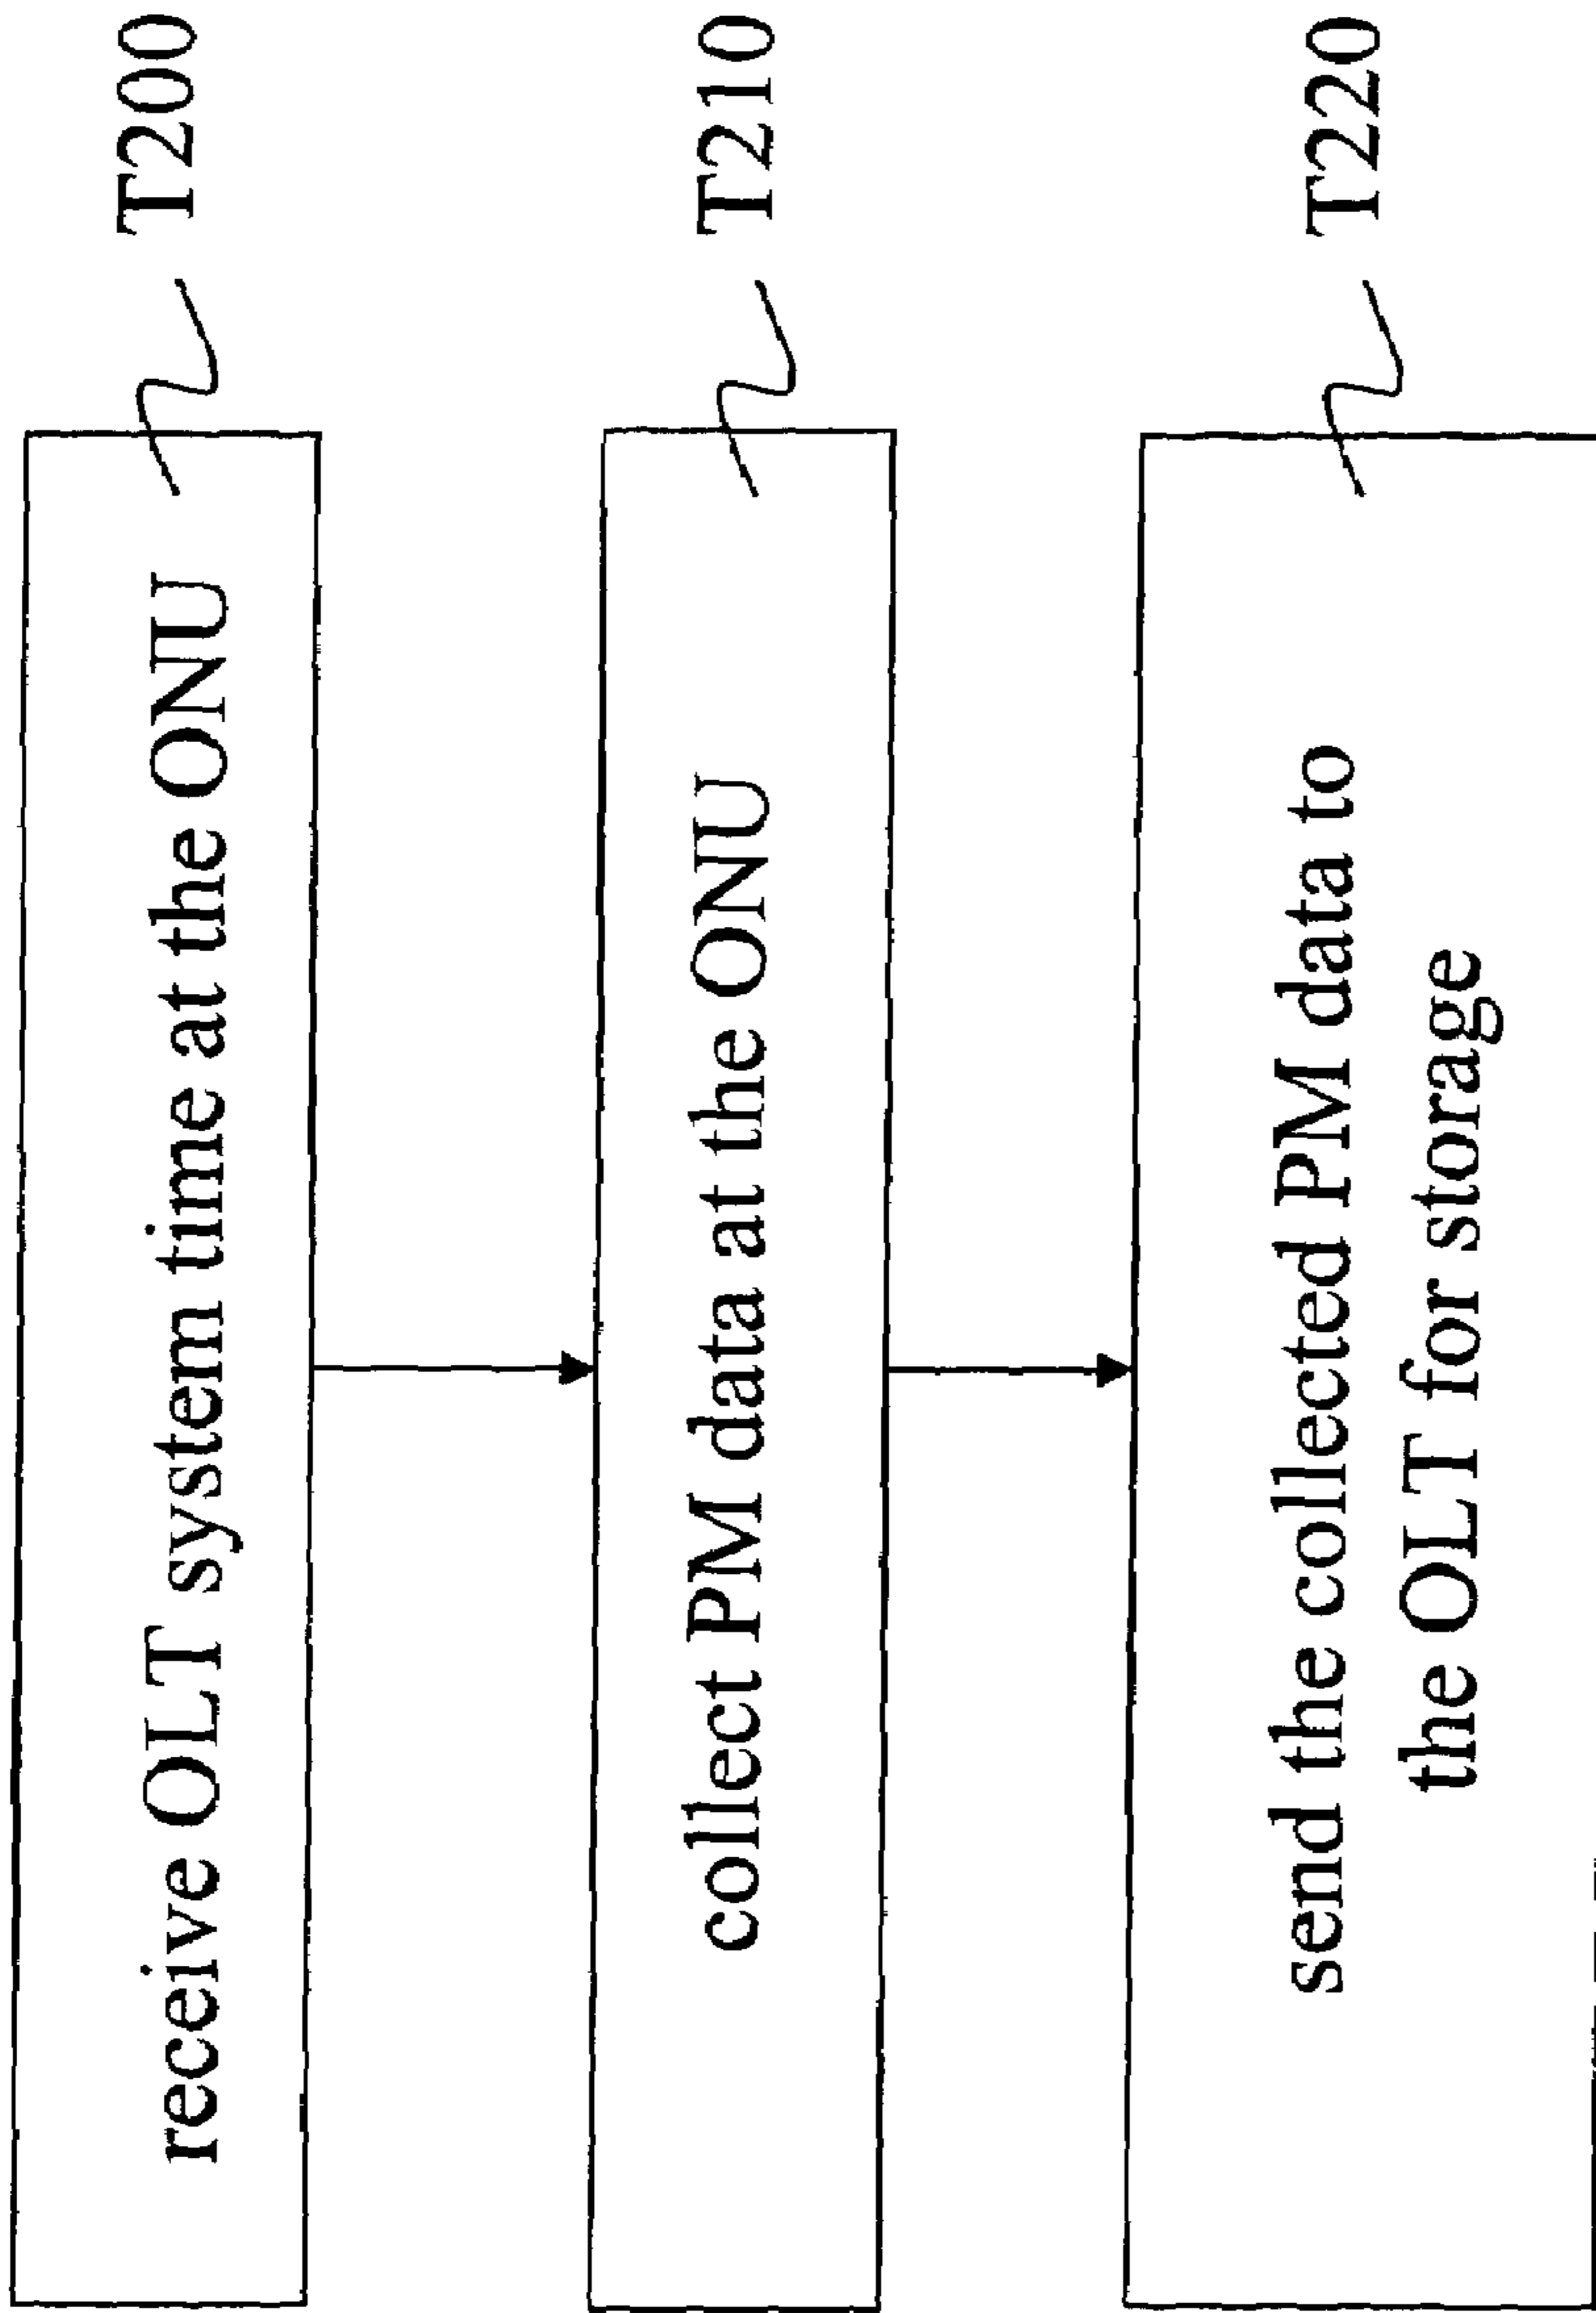 receive OLT system time at the ONU
T200
collect PM data at the ONU
T210
send the collected PM data to
the OLT for storage
T220